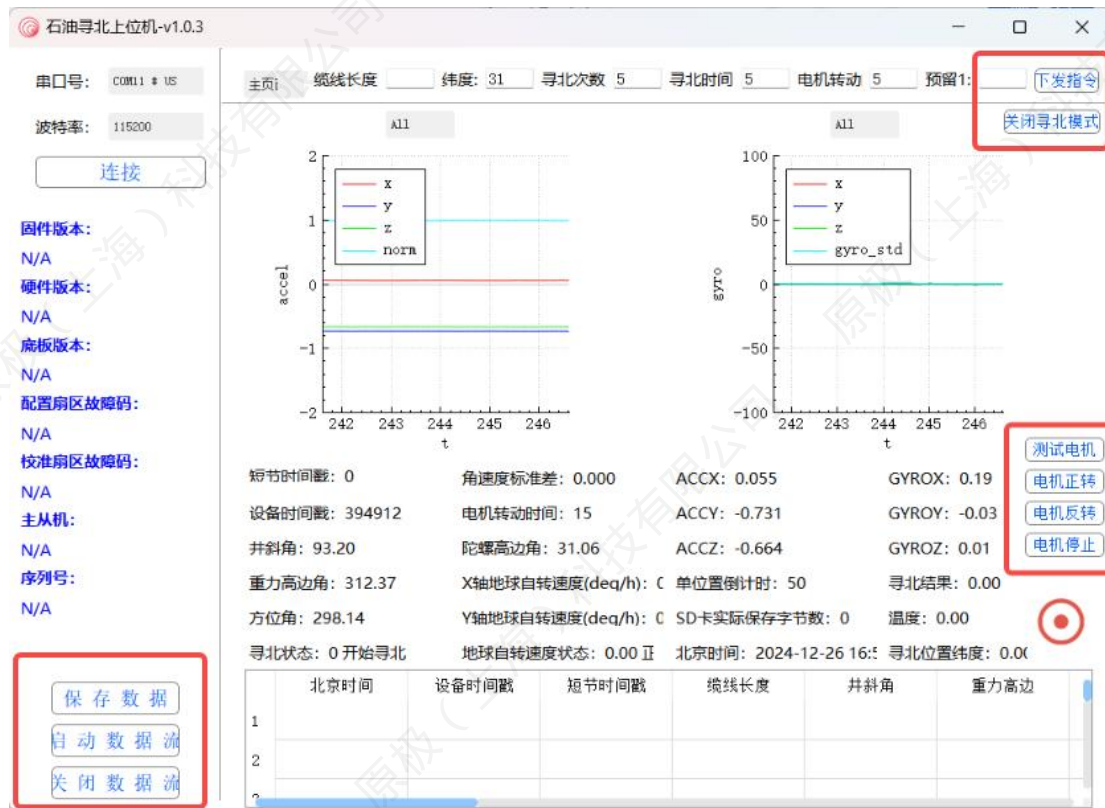 石油寻北上位机-v1.0.3
串口号: COM11 # US
波特率: 115200
连接
固件版本:
N/A
硬件版本:
N/A
底板版本:
N/A
配置扇区故障码:
N/A
校准扇区故障码:
N/A
主从机:
N/A
序列号:
N/A
保 存 数 据
启 动 数 据 流
关 闭 数 据 流
主页 缆线长度 纬度: 31 寻北次数 5 寻北时间 5 电机转动 5 预留1: 下发指令
关闭寻北模式
All
2
1
0
-1
-2
accel
x
y
z
norm
242 243 244 245 246
t
All
100
50
0
-50
-100
gyro
x
y
z
gyro_std
242 243 244 245 246
t
测试电机
电机正转
电机反转
电机停止
短节时间戳: 0 角速度标准差: 0.000 ACCX: 0.055 GYROX: 0.19
设备时间戳: 394912 电机转动时间: 15 ACCY: -0.731 GYROY: -0.03
井斜角: 93.20 陀螺高边角: 31.06 ACCZ: -0.664 GYROZ: 0.01
重力高边角: 312.37 X轴地球自转速度(deq/h): 单位置倒计时: 50 寻北结果: 0.00
方位角: 298.14 Y轴地球自转速度(deq/h): SD卡实际保存字节数: 0 温度: 0.00
寻北状态: 0 开始寻北 地球自转速度状态: 0.00 正 北京时间: 2024-12-26 16: 寻北位置纬度: 0.0
北京时间 设备时间戳 短节时间戳 缆线长度 井斜角 重力高边
1
2
原极（上海）科技有限公司